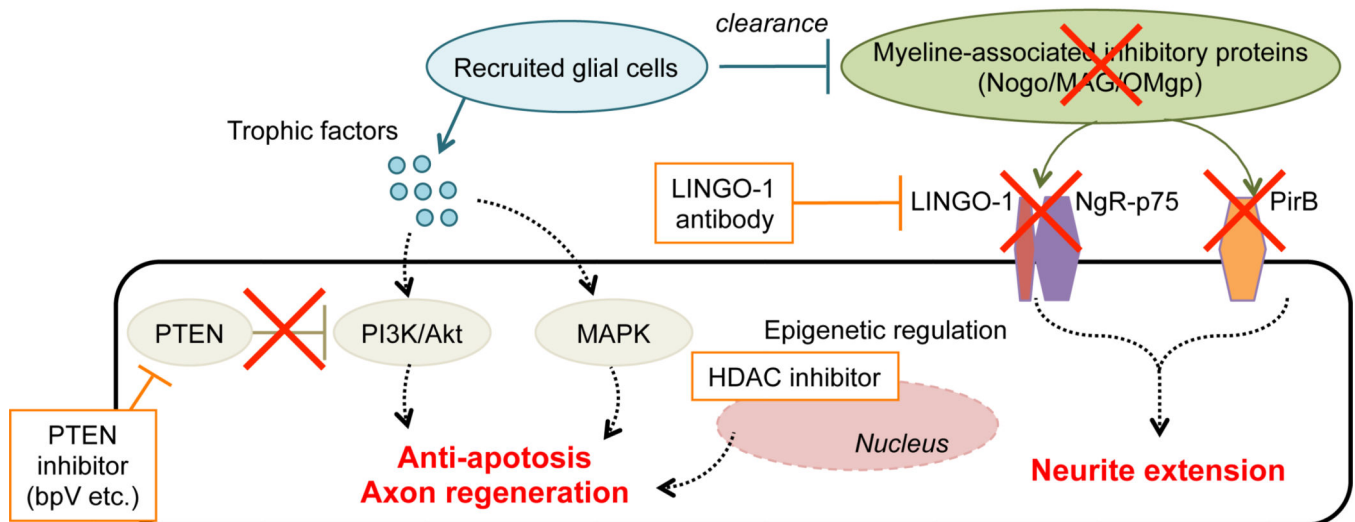 clearance
Recruited glial cells
Myeline-associated inhibitory proteins
(Nogo/MAG/OMgp)
Trophic factors
LINGO-1
antibody
LINGO-1
NgR-p75
PirB
PTEN
PI3K/Akt
MAPK
Epigenetic regulation
HDAC inhibitor
Nucleus
PTEN
inhibitor
(bpV etc.)
Anti-apotosis
Axon regeneration
Neurite extension